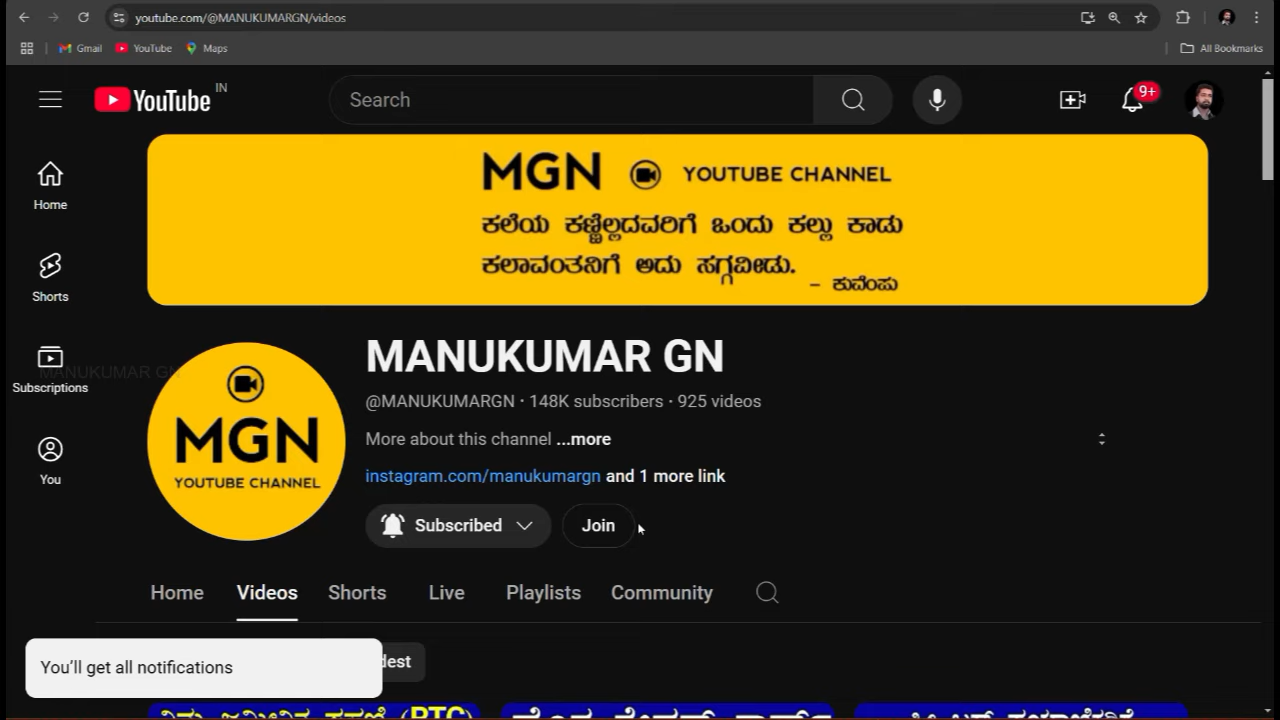 youtube.com/@MANUKUMARGN/videos
Gmail YouTube Maps All Bookmarks
YouTube IN
Search
9+
MGN YOUTUBE CHANNEL
ಕಲೆಯ ಕಣ್ಣಿಲ್ಲದವರಿಗೆ ಒಂದು ಕಲ್ಲು ಕಾಡು
ಕಲಾವಂತನಿಗೆ ಅದು ಸಗ್ಗವೀಡು.
- ಕುವೆಂಪು
Home
Shorts
Subscriptions
You
MANUKUMAR GN
MGN
YOUTUBE CHANNEL
MANUKUMAR GN
@MANUKUMARGN · 148K subscribers · 925 videos
More about this channel ...more
instagram.com/manukumargn and 1 more link
Subscribed Join
Home Videos Shorts Live Playlists Community
You'll get all notifications
(RTC)